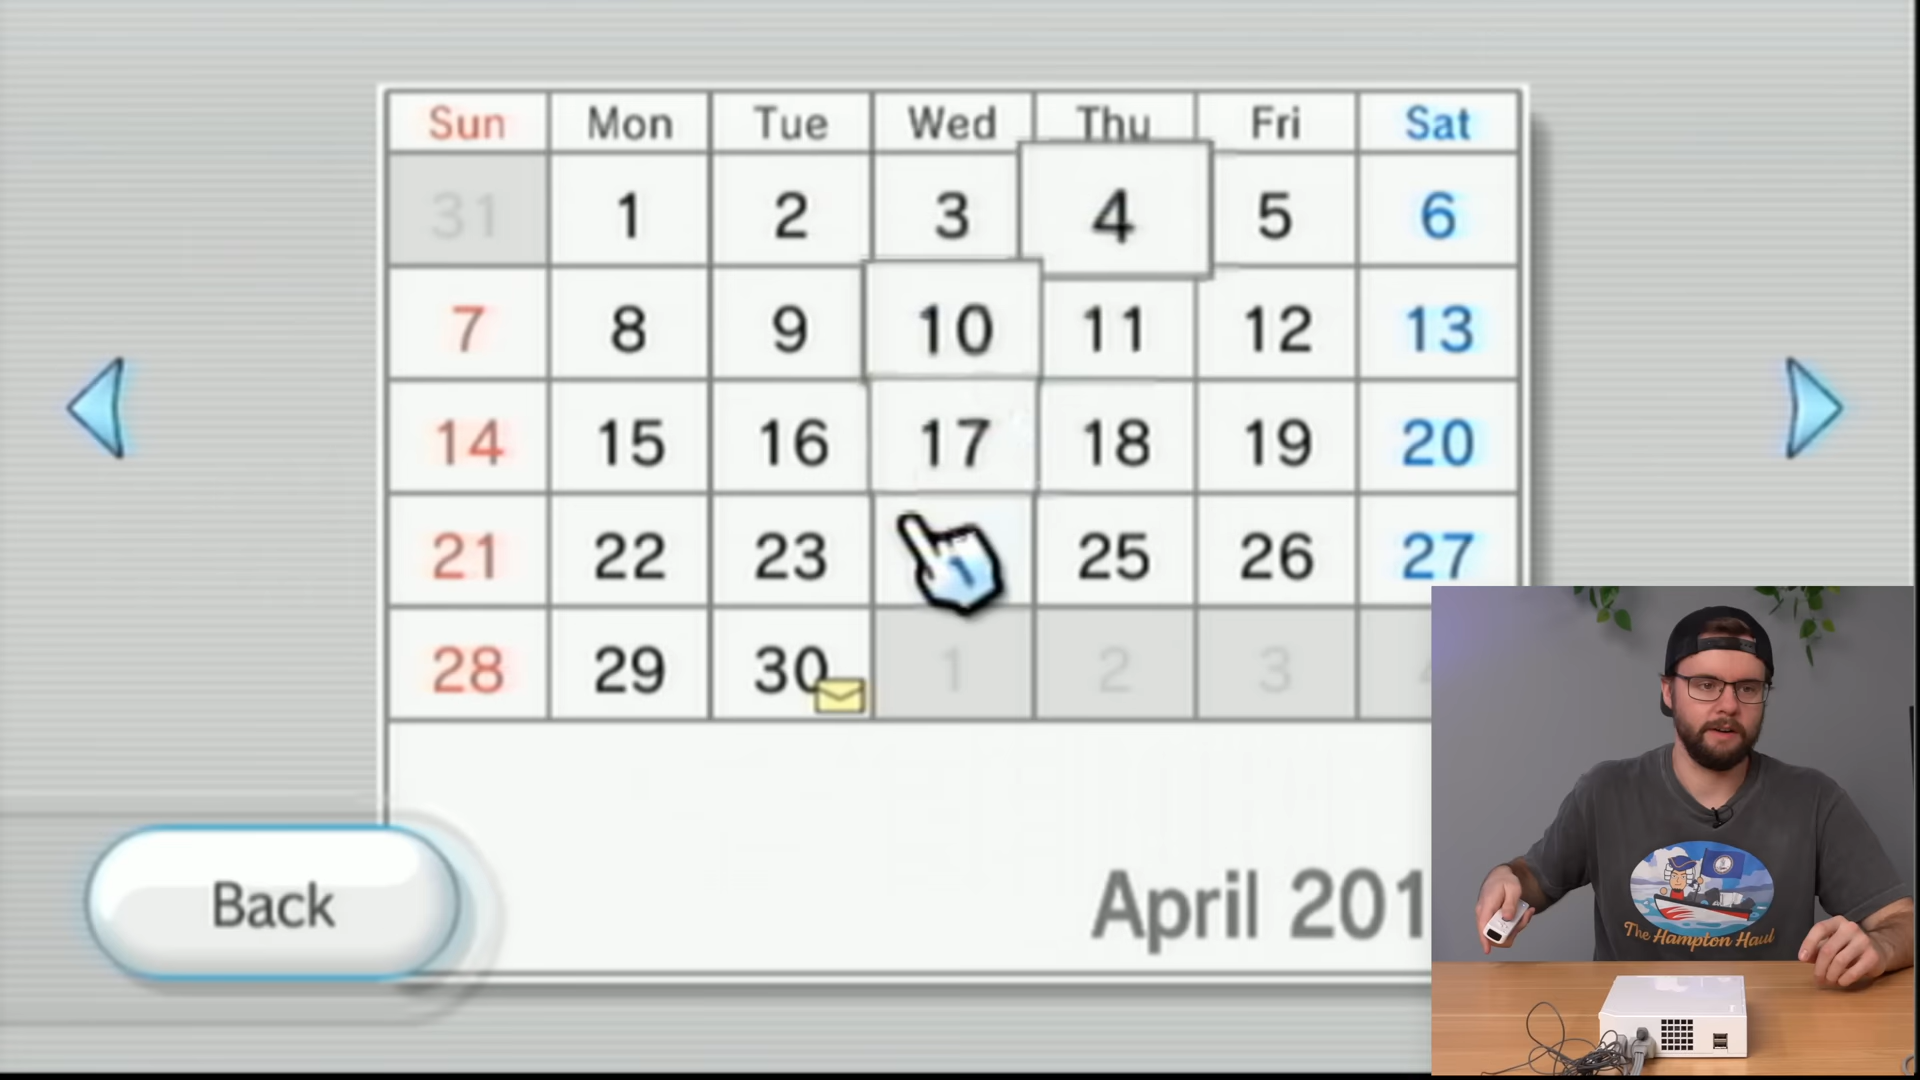 Sun Mon Tue Wed Thu Fri Sat
31 1 2 3 4 5 6
7 8 9 10 11 12 13
14 15 16 17 18 19 20
21 22 23 25 26 27
28 29 30 1 2 3
Back
April 201
The Hampton Haul